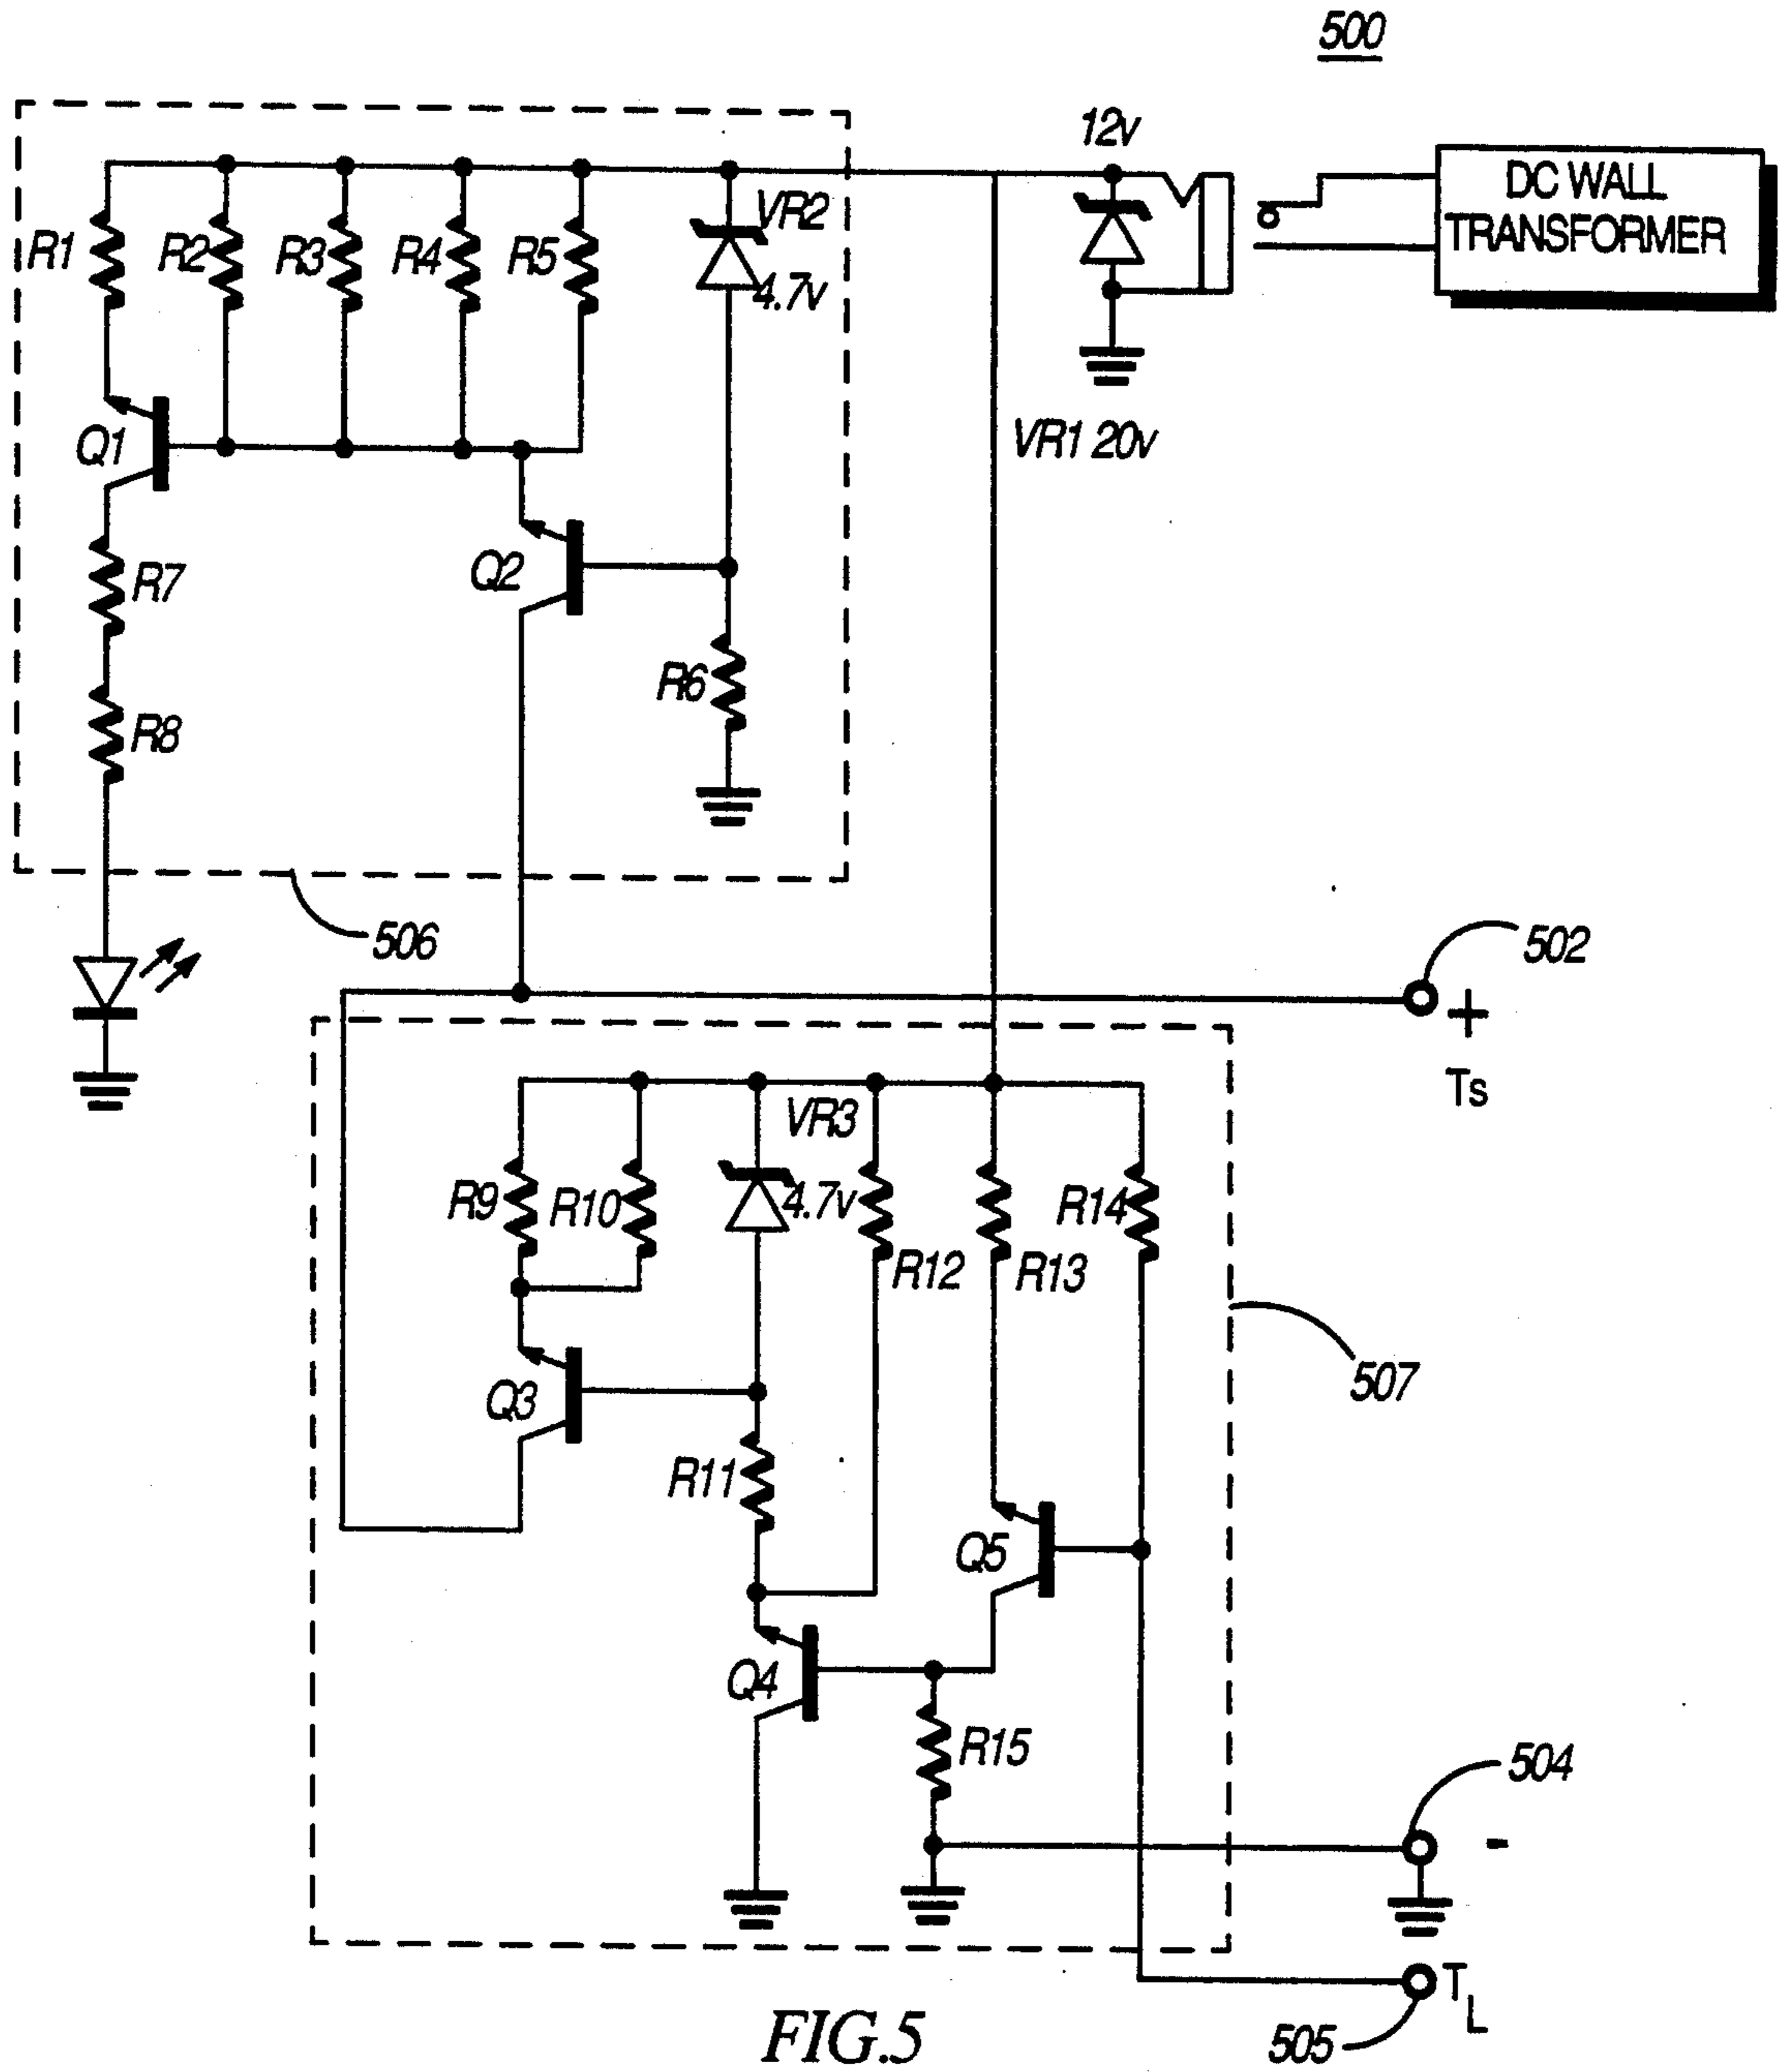 500
12v
DC WALL
TRANSFORMER
VR2
4.7v
R1
R2
R3
R4
R5
VR1 20v
Q1
Q2
R7
R6
R8
506
502
+
Ts
VR3
R9
R10
4.7v
R14
R12
R13
507
Q3
R11
Q5
Q4
R15
504
-
TL
505
FIG.5